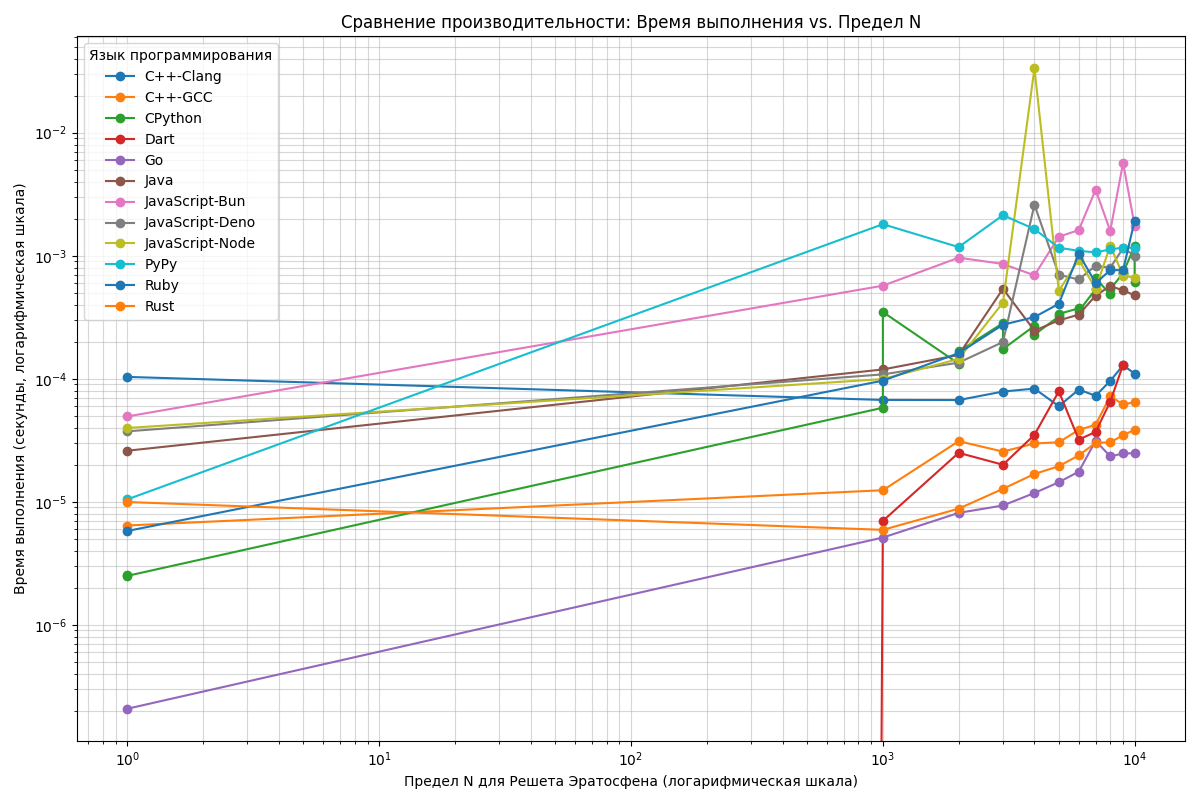 Сравнение производительности: Время выполнения vs. Предел N
Язык программирования
C++-Clang
C++-GCC
CPython
Dart
Go
Java
JavaScript-Bun
JavaScript-Deno
JavaScript-Node
PyPy
Ruby
Rust
Время выполнения (секунды, логарифмическая шкала)
10⁻²
10⁻³
10⁻⁴
10⁻⁵
10⁻⁶
10⁰ 10¹ 10² 10³ 10⁴
Предел N для Решета Эратосфена (логарифмическая шкала)